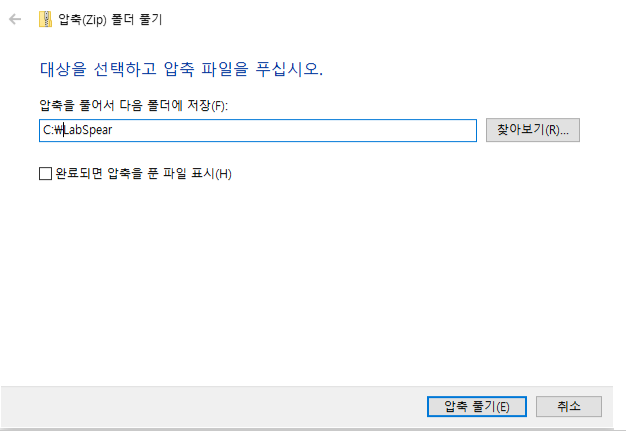 압축(Zip) 폴더 풀기
대상을 선택하고 압축 파일을 푸십시오.
압축을 풀어서 다음 폴더에 저장(F):
C:₩LabSpear
찾아보기(R)...
완료되면 압축을 푼 파일 표시(H)
압축 풀기(E)
취소